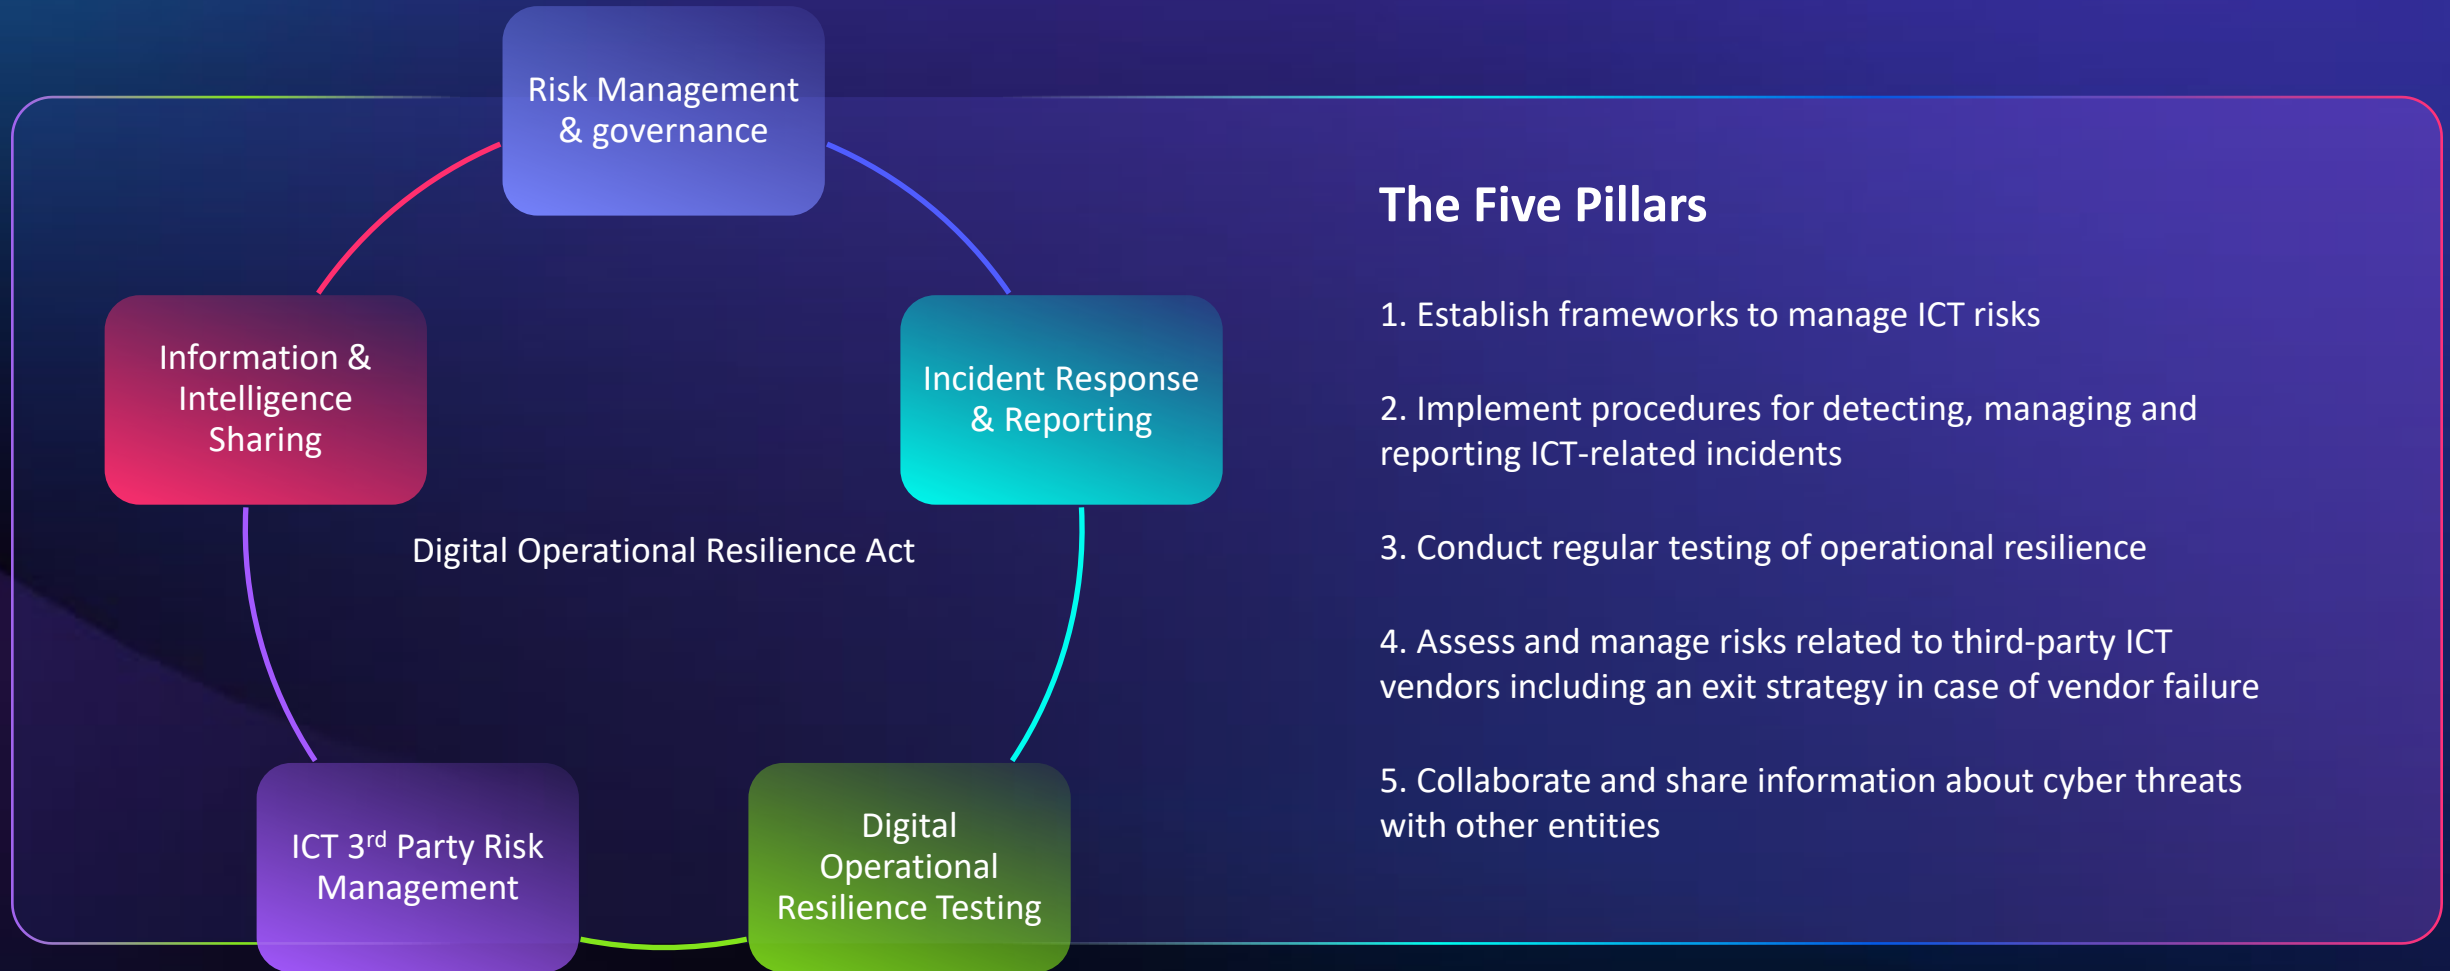 Risk Management
& governance
Incident Response
& Reporting
Digital
Operational
Resilience Testing
ICT 3rd Party Risk
Management
Information &
Intelligence
Sharing
Digital Operational Resilience Act
The Five Pillars
1. Establish frameworks to manage ICT risks
2. Implement procedures for detecting, managing and
reporting ICT-related incidents
3. Conduct regular testing of operational resilience
4. Assess and manage risks related to third-party ICT
vendors including an exit strategy in case of vendor failure
5. Collaborate and share information about cyber threats
with other entities